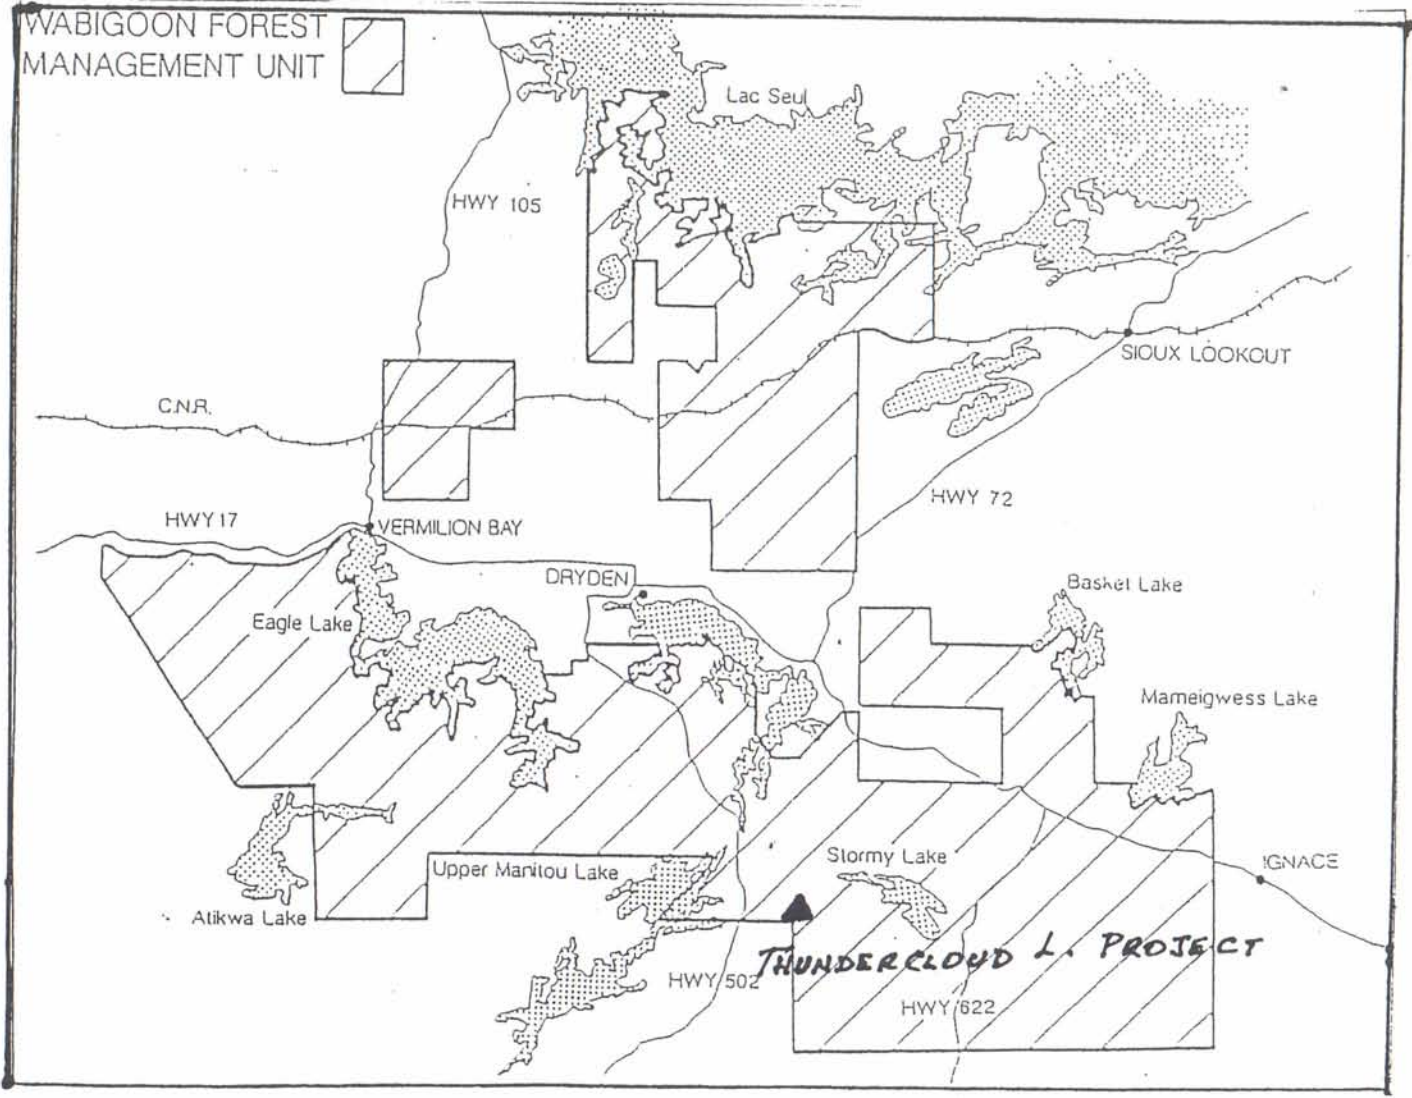 WABIGOON FOREST
MANAGEMENT UNIT
Lac Seul
HWY 105
SIOUX LOOKOUT
C.N.R.
HWY 72
HWY 17
VERMILION BAY
DRYDEN
Basket Lake
Eagle Lake
Mameigwess Lake
Stormy Lake
Upper Manitou Lake
IGNACE
Atikwa Lake
THUNDERCLOUD L. PROJECT
HWY 502
HWY 622